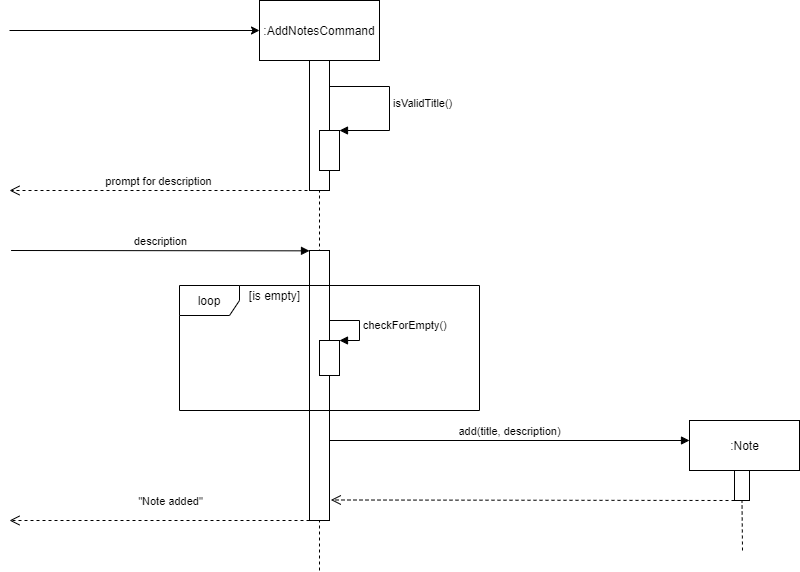 :AddNotesCommand
isValidTitle()
prompt for description
description
loop
[is empty]
checkForEmpty()
add(title, description)
:Note
"Note added"